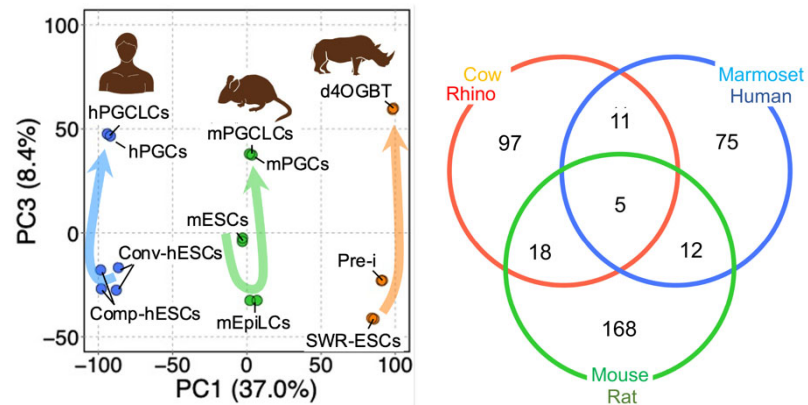 100
50
0
−50
PC3 (8.4%)
−100
−50
0
50
100
PC1 (37.0%)
hPGCLCs
hPGCs
Conv-hESCs
Comp-hESCs
mPGCLCs
mPGCs
mESCs
mEpiLCs
d4OGBT
Pre-i
SWR-ESCs
Cow
Rhino
Marmoset
Human
97
11
75
5
18
12
168
Mouse
Rat